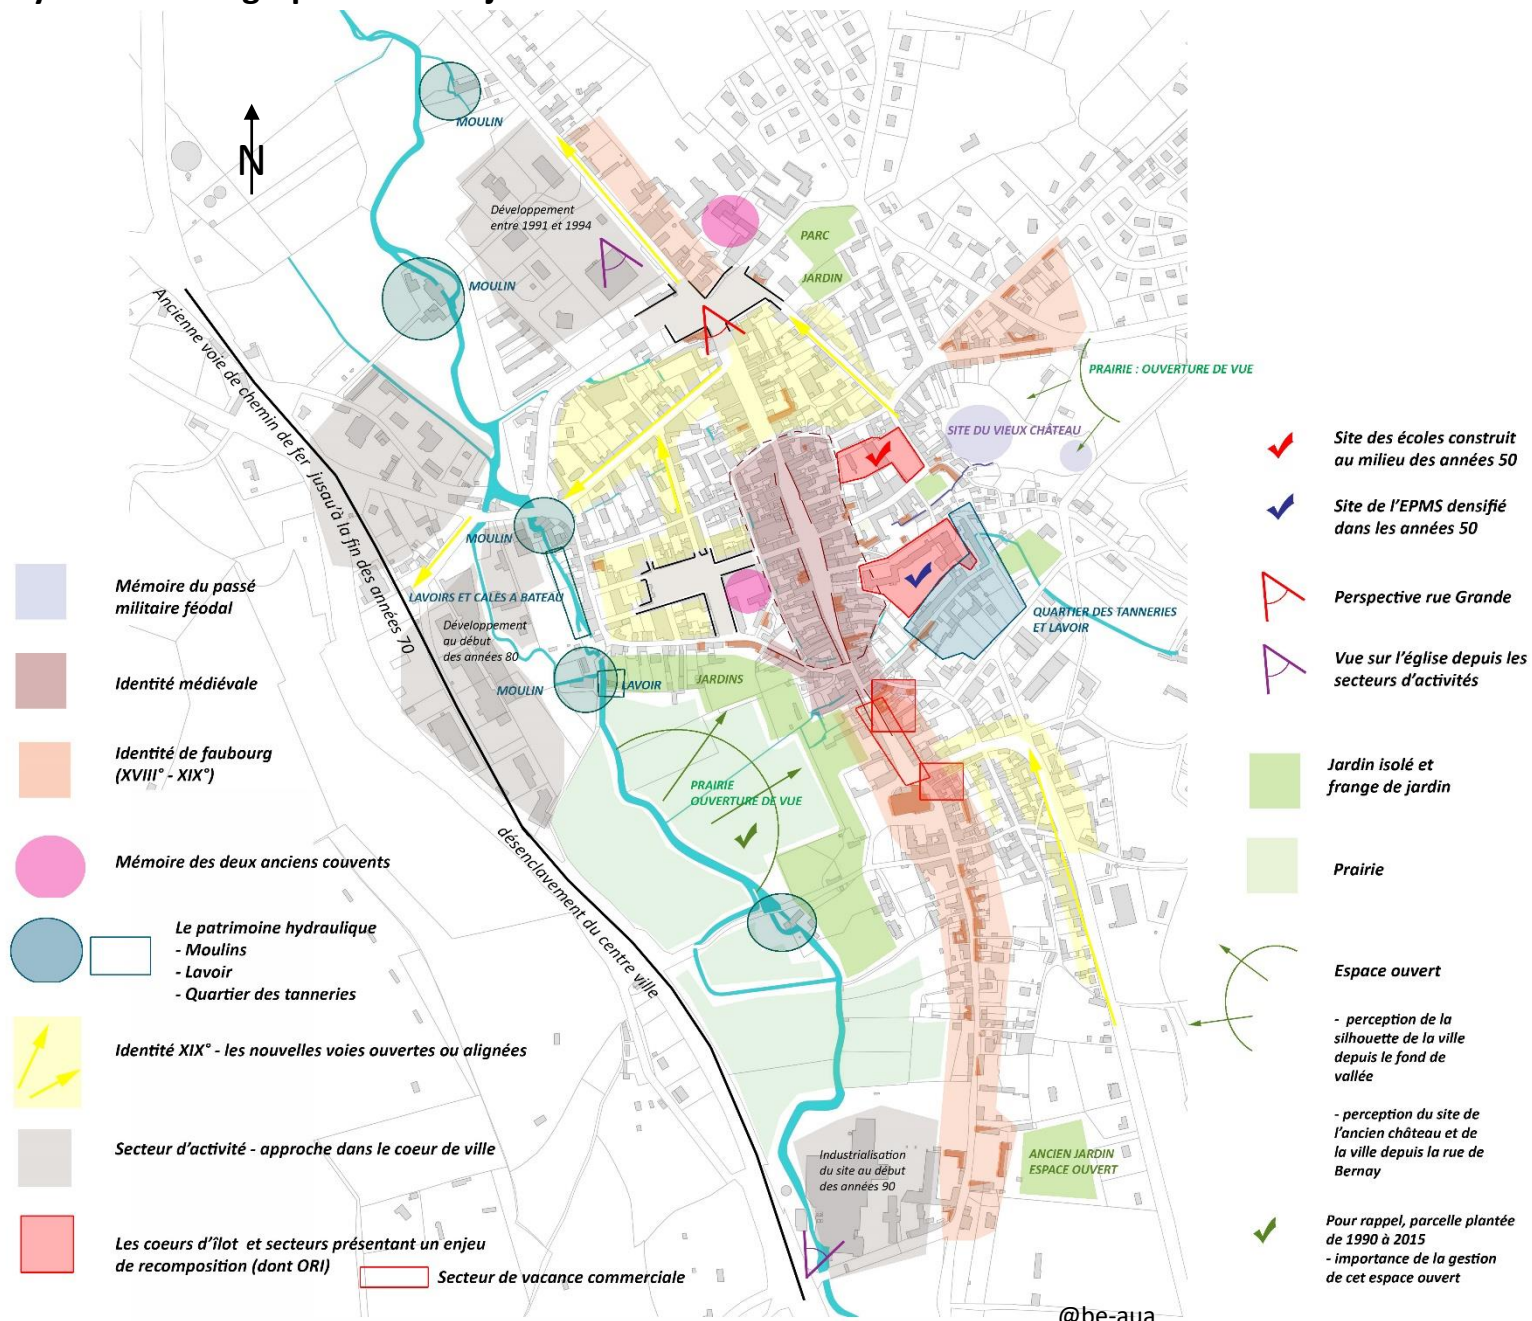 N
MOULIN
Développement
entre 1991 et 1994
PARC
JARDIN
MOULIN
Ancienne voie de chemin de fer jusqu'à la fin des années 70
PRAIRIE : OUVERTURE DE VUE
SITE DU VIEUX CHÂTEAU
MOULIN
LAVOIRS ET CALES A BATEAU
Développement
au début
des années 80
QUARTIER DES TANNERIES
ET LAVOIR
MOULIN
LAVOIR
JARDINS
PRAIRIE
OUVERTURE DE VUE
désenclavement du centre ville
Industrialisation
du site au début
des années 90
ANCIEN JARDIN
ESPACE OUVERT
Mémoire du passé
militaire féodal
Identité médiévale
Identité de faubourg
(XVIII° - XIX°)
Mémoire des deux anciens couvents
Le patrimoine hydraulique
- Moulins
- Lavoir
- Quartier des tanneries
Identité XIX° - les nouvelles voies ouvertes ou alignées
Secteur d'activité - approche dans le coeur de ville
Les coeurs d'îlot et secteurs présentant un enjeu
de recomposition (dont ORI)
Secteur de vacance commerciale
Site des écoles construit
au milieu des années 50
Site de l'EPMS densifié
dans les années 50
Perspective rue Grande
Vue sur l'église depuis les
secteurs d'activités
Jardin isolé et
frange de jardin
Prairie
Espace ouvert
- perception de la
silhouette de la ville
depuis le fond de
vallée
- perception du site de
l'ancien château et de
la ville depuis la rue de
Bernay
Pour rappel, parcelle plantée
de 1990 à 2015
- importance de la gestion
de cet espace ouvert
@be-aua